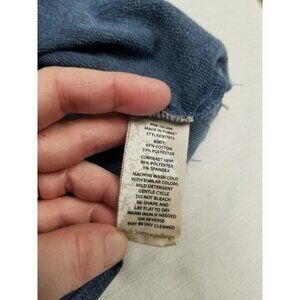 MADE IN TURKEY
BODY:
67% COTTON
33% POLYESTER
CONTRAST HEM:
POLYESTER
5% SPANDEX
MACHINE WASH COLD
WITH SIMILAR COLORS
MILD DETERGENT
GENTLE CYCLE
DO NOT BLEACH
RE-SHAPE AND
LAY FLAT TO DRY
WARM IRON IF NEEDED
ON REVERSE
MAY BE DRY CLEANED
Surroundings